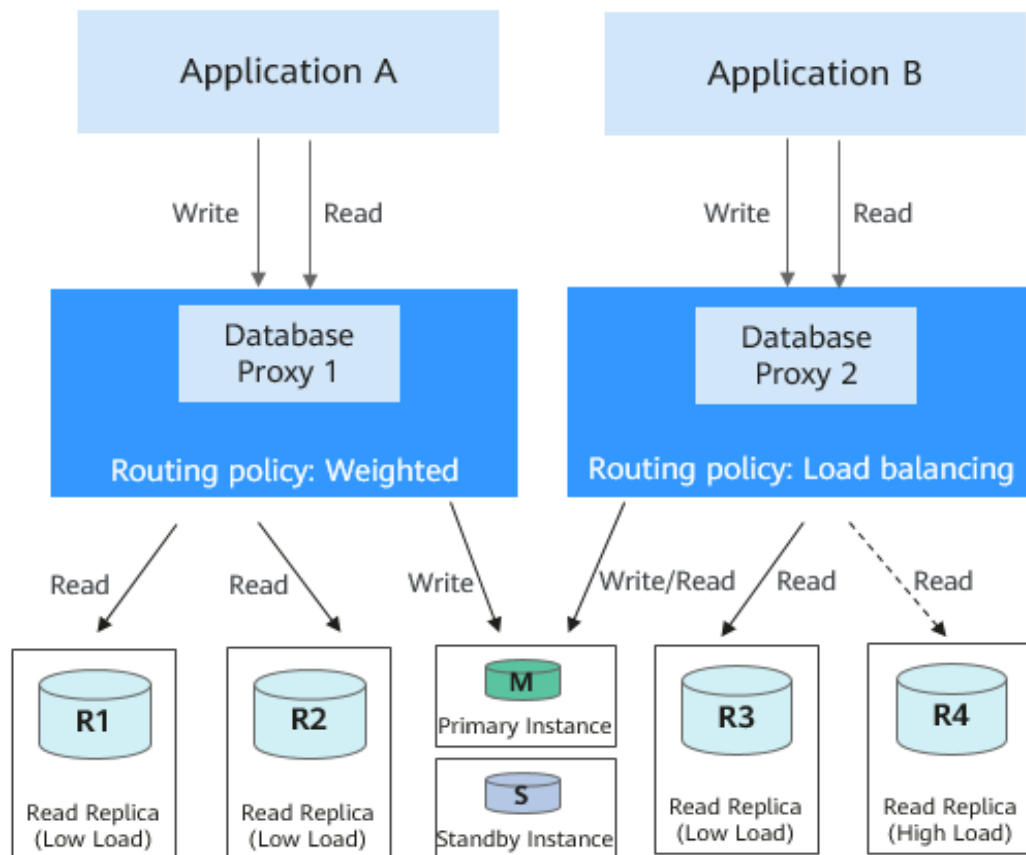 Application A
Application B
Write
Read
Write
Read
Database
Proxy 1
Database
Proxy 2
Routing policy: Weighted
Routing policy: Load balancing
Read
Read
Write
Write/Read
Read
Read
R1
R2
M
R3
R4
Primary Instance
S
Standby Instance
Read Replica
(Low Load)
Read Replica
(Low Load)
Read Replica
(Low Load)
Read Replica
(High Load)